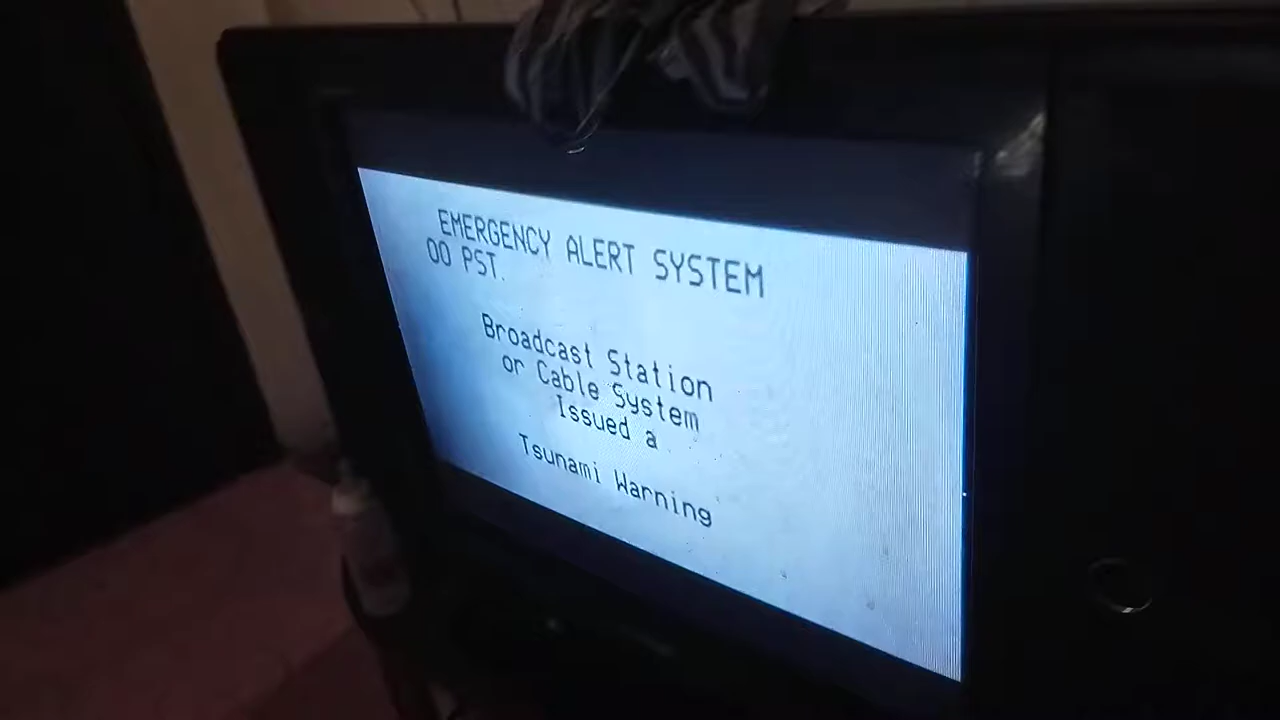 EMERGENCY ALERT SYSTEM
00 PST.
Broadcast Station
or Cable System
Issued a
Tsunami Warning